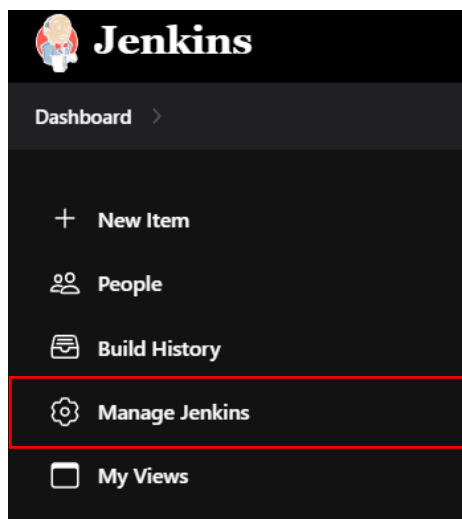 Jenkins
Dashboard >
New Item
People
Build History
Manage Jenkins
My Views